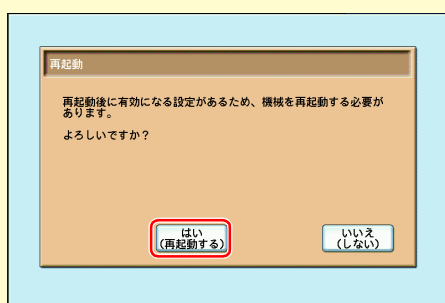 再起動
再起動後に有効になる設定があるため、機械を再起動する必要が
あります。
よろしいですか？
はい
(再起動する)
いいえ
(しない)